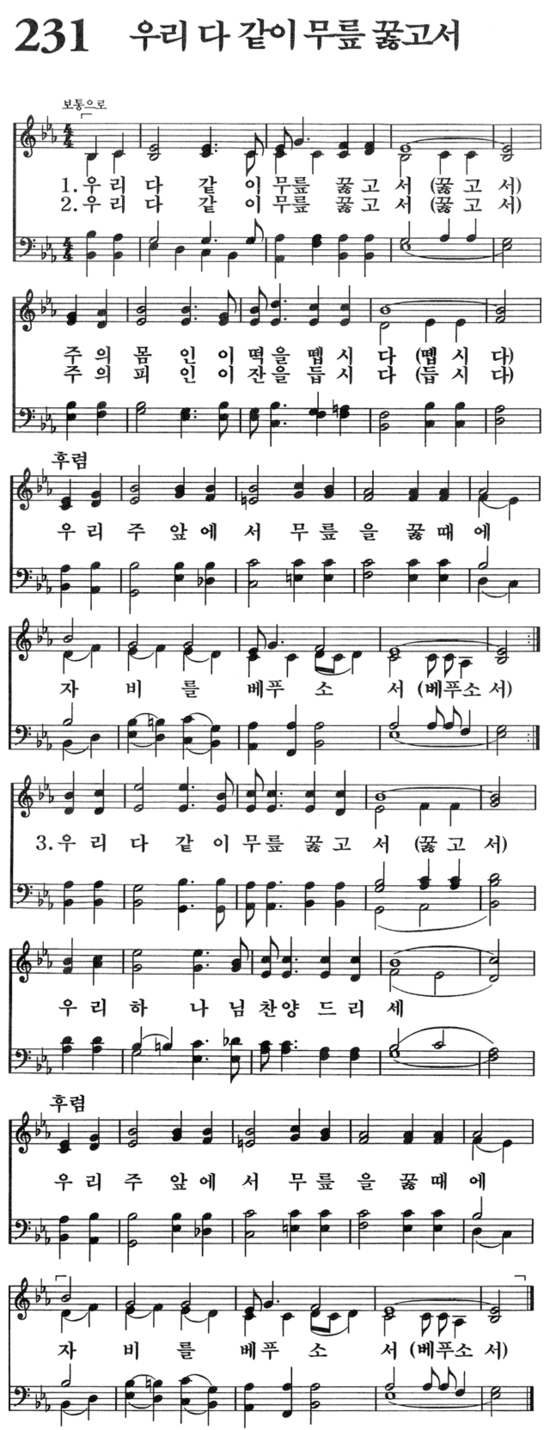 231 우리 다 같이 무릎 꿇고서
보통으로
1. 우 리 다 같 이 무릎 꿇 고 서 (꿇 고 서)
2. 우 리 다 같 이 무릎 꿇 고 서 (꿇 고 서)
주 의 몸 인 이 떡 을 뗍 시 다 (뗍 시 다)
주 의 피 인 이 잔 을 듭 시 다 (듭 시 다)
후렴
우 리 주 앞 에 서 무 릎 을 꿇 때 에
자 비 를 베푸 소 서 (베푸소 서)
3. 우 리 다 같 이 무릎 꿇 고 서 (꿇 고 서)
우 리 하 나 님 찬양 드 리 세
후렴
우 리 주 앞 에 서 무 릎 을 꿇 때 에
자 비 를 베푸 소 서 (베푸소 서)